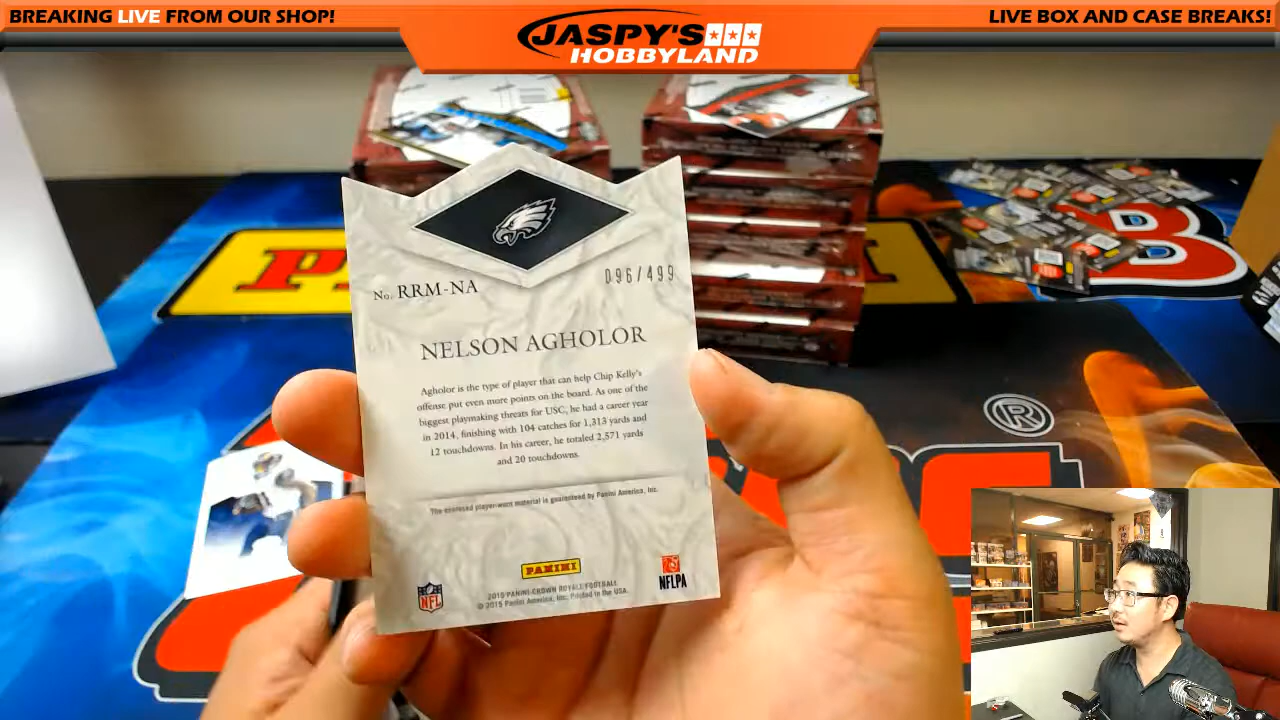 BREAKING LIVE FROM OUR SHOP!
JASPY'S
HOBBYLAND
LIVE BOX AND CASE BREAKS!
No. RRM-NA
096/499
NELSON AGHOLOR
Agholor is the type of player that can help Chip Kelly's
offense put even more points on the board. As one of the
biggest playmaking threats for USC, he had a career year
in 2014, finishing with 104 catches for 1,313 yards and
12 touchdowns. In his career, he totaled 2,571 yards
and 20 touchdowns.
The enclosed player-worn material is guaranteed by Panini America, Inc.
PANINI
NFL
NFLPA
2015 PANINI-CROWN ROYALE FOOTBALL
© 2015 Panini America, Inc. Printed in the USA.
®